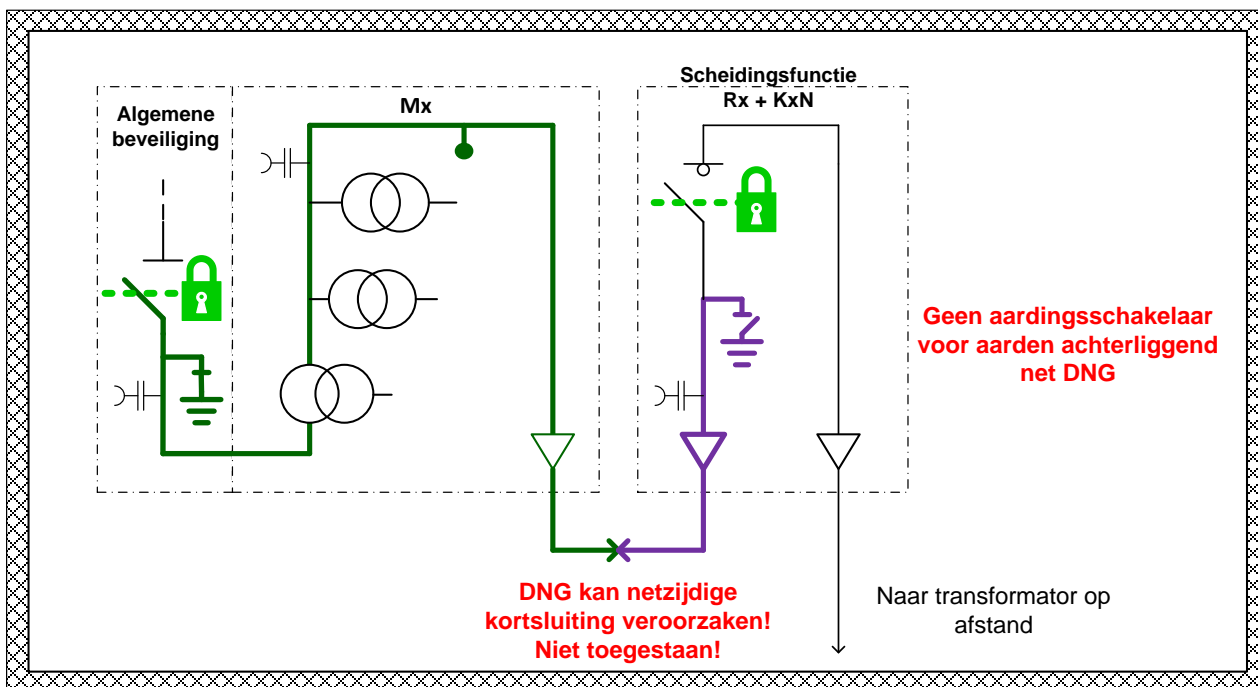 Algemene
beveiliging
Mx
Scheidingsfunctie
Rx + KxN
Geen aardingsschakelaar
voor aarden achterliggend
net DNG
DNG kan netzijdige
kortsluiting veroorzaken!
Niet toegestaan!
Naar transformator op
afstand